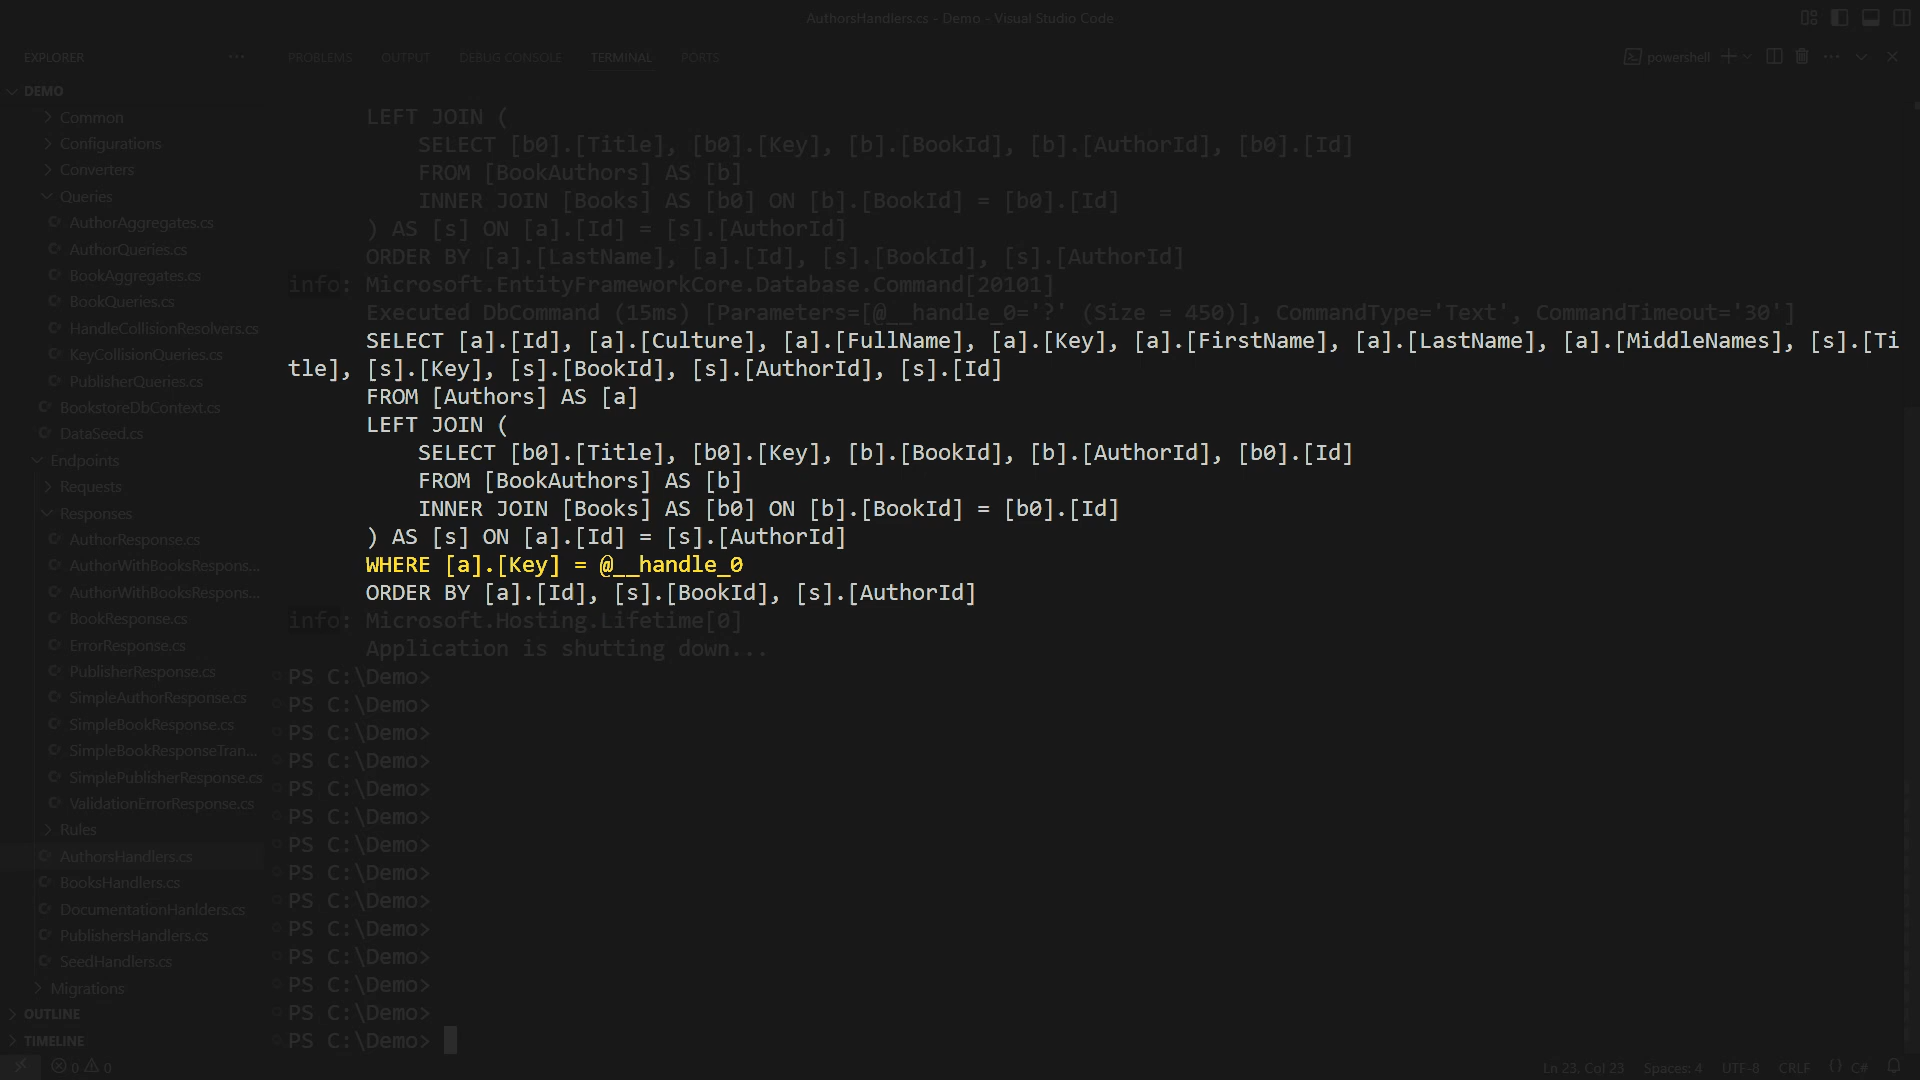 AuthorsHandlers.cs - Demo - Visual Studio Code
EXPLORER
PROBLEMS OUTPUT DEBUG CONSOLE TERMINAL PORTS
powershell
DEMO
Common
Configurations
Converters
Queries
AuthorAggregates.cs
AuthorQueries.cs
BookAggregates.cs
BookQueries.cs
HandleCollisionResolvers.cs
KeyCollisionQueries.cs
PublisherQueries.cs
BookstoreDbContext.cs
DataSeed.cs
Endpoints
Requests
Responses
AuthorResponse.cs
AuthorWithBooksRespons...
AuthorWithBooksRespons...
BookResponse.cs
ErrorResponse.cs
PublisherResponse.cs
SimpleAuthorResponse.cs
SimpleBookResponse.cs
SimpleBookResponseTran...
SimplePublisherResponse.cs
ValidationErrorResponse.cs
Rules
AuthorsHandlers.cs
BooksHandlers.cs
DocumentationHanlders.cs
PublishersHandlers.cs
SeedHandlers.cs
Migrations
OUTLINE
TIMELINE
LEFT JOIN (
SELECT [b0].[Title], [b0].[Key], [b].[BookId], [b].[AuthorId], [b0].[Id]
FROM [BookAuthors] AS [b]
INNER JOIN [Books] AS [b0] ON [b].[BookId] = [b0].[Id]
) AS [s] ON [a].[Id] = [s].[AuthorId]
ORDER BY [a].[LastName], [a].[Id], [s].[BookId], [s].[AuthorId]
info: Microsoft.EntityFrameworkCore.Database.Command[20101]
Executed DbCommand (15ms) [Parameters=[@__handle_0='?' (Size = 450)], CommandType='Text', CommandTimeout='30']
SELECT [a].[Id], [a].[Culture], [a].[FullName], [a].[Key], [a].[FirstName], [a].[LastName], [a].[MiddleNames], [s].[Ti
tle], [s].[Key], [s].[BookId], [s].[AuthorId], [s].[Id]
FROM [Authors] AS [a]
LEFT JOIN (
SELECT [b0].[Title], [b0].[Key], [b].[BookId], [b].[AuthorId], [b0].[Id]
FROM [BookAuthors] AS [b]
INNER JOIN [Books] AS [b0] ON [b].[BookId] = [b0].[Id]
) AS [s] ON [a].[Id] = [s].[AuthorId]
WHERE [a].[Key] = @__handle_0
ORDER BY [a].[Id], [s].[BookId], [s].[AuthorId]
info: Microsoft.Hosting.Lifetime[0]
Application is shutting down...
PS C:\Demo>
PS C:\Demo>
PS C:\Demo>
PS C:\Demo>
PS C:\Demo>
PS C:\Demo>
PS C:\Demo>
PS C:\Demo>
PS C:\Demo>
PS C:\Demo>
PS C:\Demo>
PS C:\Demo>
PS C:\Demo>
PS C:\Demo>
0 0
Ln 23, Col 23 Spaces: 4 UTF-8 CRLF {} C#